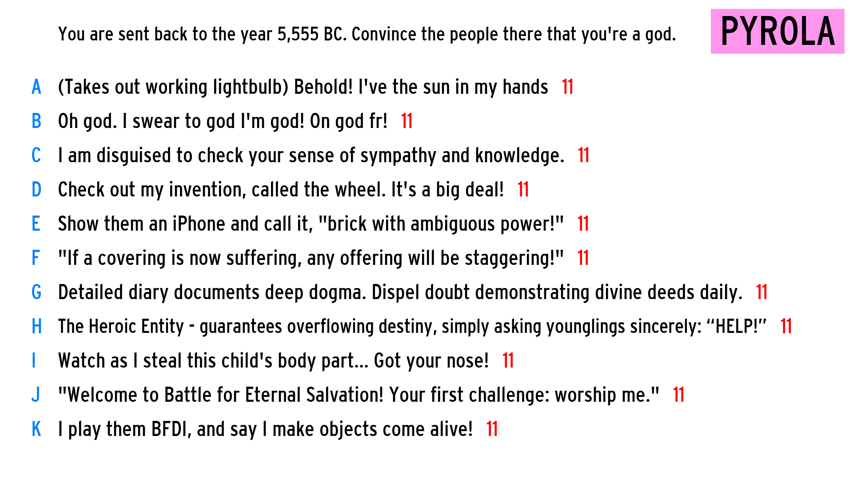 You are sent back to the year 5,555 BC. Convince the people there that you're a god.
PYROLA
A (Takes out working lightbulb) Behold! I've the sun in my hands 11
B Oh god. I swear to god I'm god! On god fr! 11
C I am disguised to check your sense of sympathy and knowledge. 11
D Check out my invention, called the wheel. It's a big deal! 11
E Show them an iPhone and call it, "brick with ambiguous power!" 11
F "If a covering is now suffering, any offering will be staggering!" 11
G Detailed diary documents deep dogma. Dispel doubt demonstrating divine deeds daily. 11
H The Heroic Entity - guarantees overflowing destiny, simply asking younglings sincerely: “HELP!” 11
I Watch as I steal this child's body part... Got your nose! 11
J "Welcome to Battle for Eternal Salvation! Your first challenge: worship me." 11
K I play them BFDI, and say I make objects come alive! 11